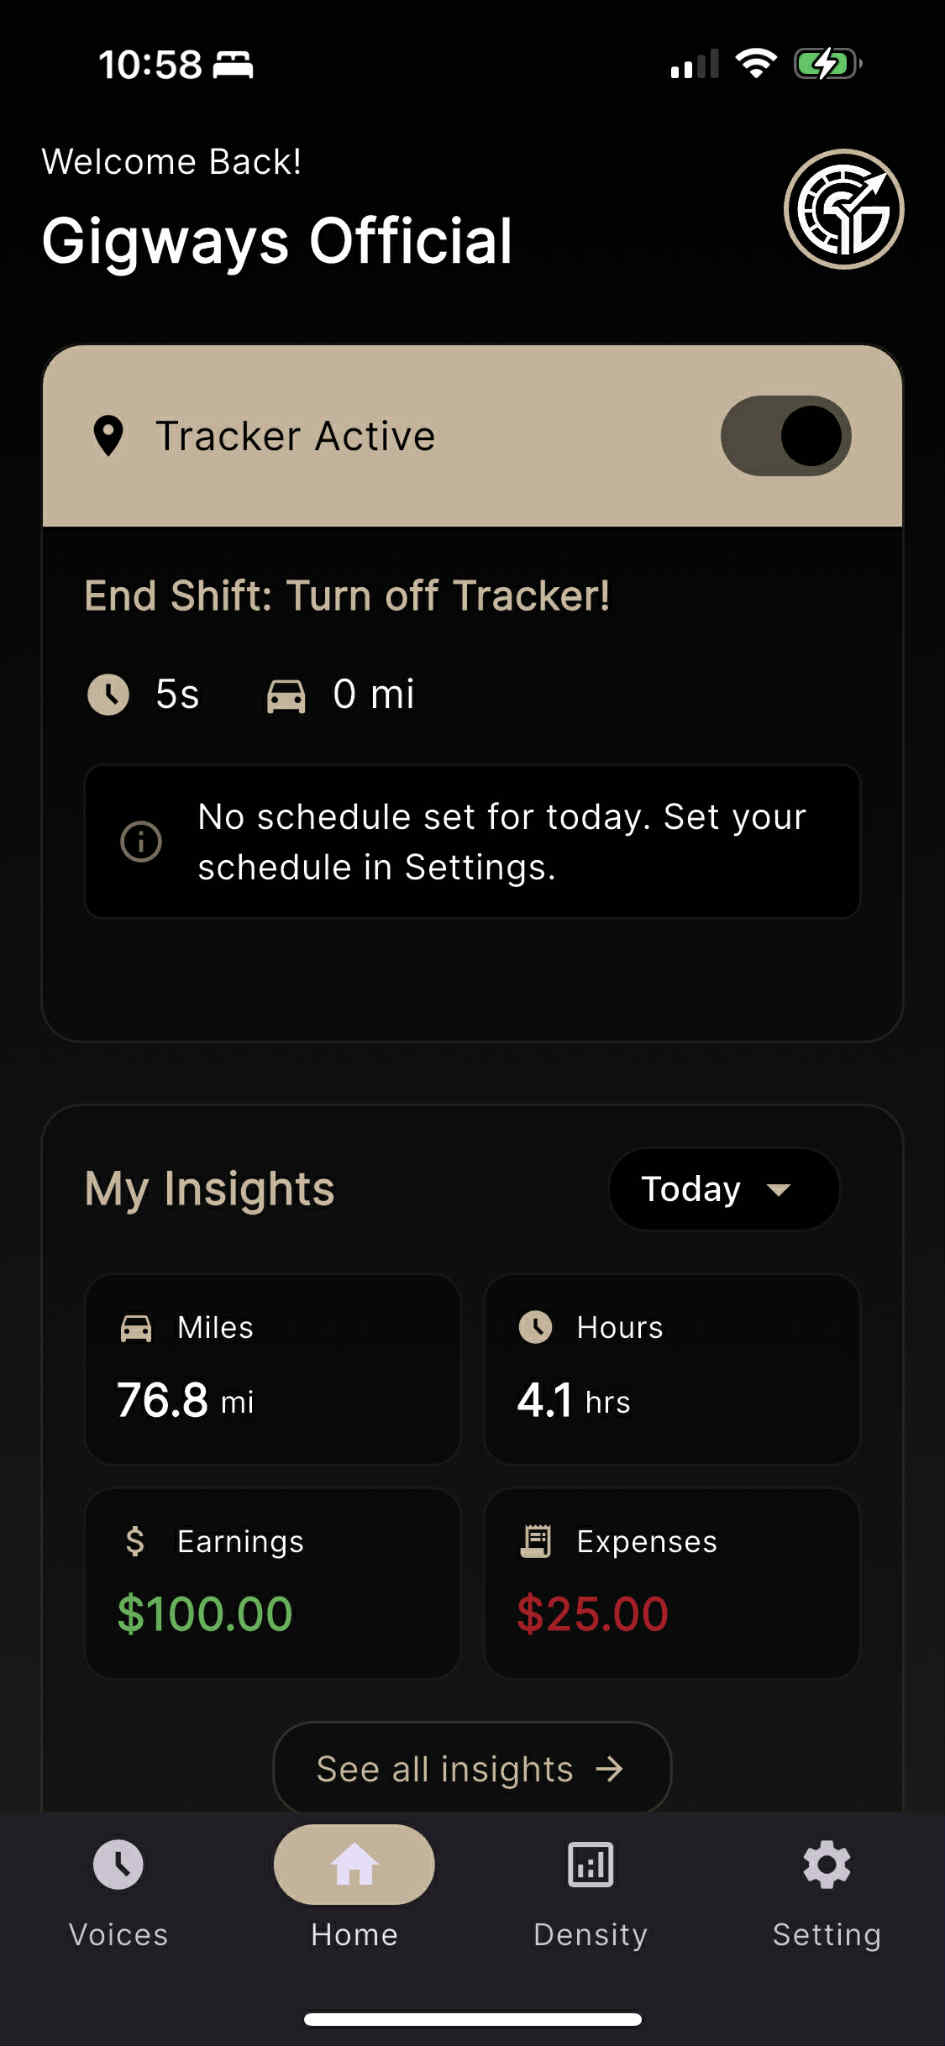 10:58
Welcome Back!
Gigways Official
Tracker Active
End Shift: Turn off Tracker!
5s 0 mi
No schedule set for today. Set your
schedule in Settings.
My Insights
Today
Miles
76.8 mi
Hours
4.1 hrs
Earnings
$100.00
Expenses
$25.00
See all insights →
Voices
Home
Density
Setting